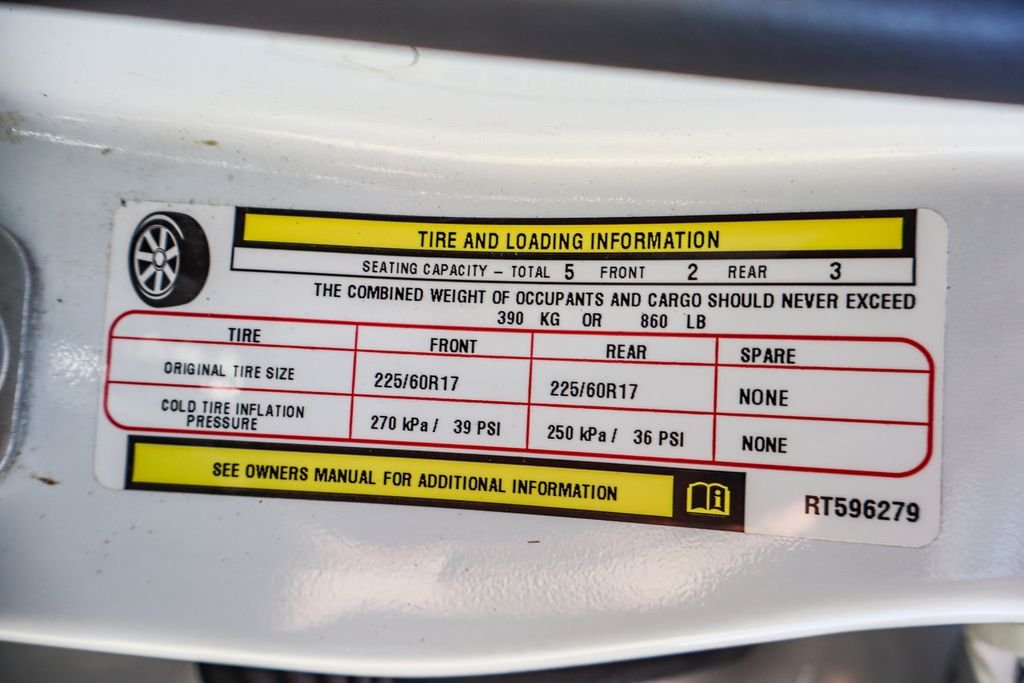 TIRE AND LOADING INFORMATION
SEATING CAPACITY – TOTAL 5 FRONT 2 REAR 3
THE COMBINED WEIGHT OF OCCUPANTS AND CARGO SHOULD NEVER EXCEED
390 KG OR 860 LB
TIRE FRONT REAR SPARE
ORIGINAL TIRE SIZE 225/60R17 225/60R17 NONE
COLD TIRE INFLATION
PRESSURE 270 kPa / 39 PSI 250 kPa / 36 PSI NONE
SEE OWNERS MANUAL FOR ADDITIONAL INFORMATION
RT596279